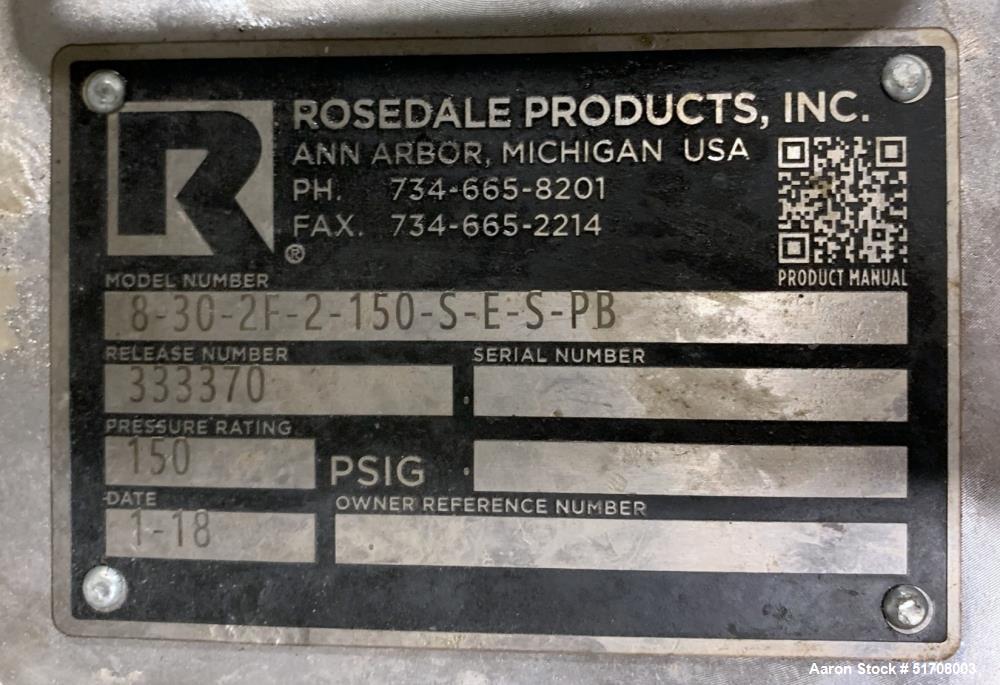 R
®
ROSEDALE PRODUCTS, INC.
ANN ARBOR, MICHIGAN USA
PH. 734-665-8201
FAX. 734-665-2214
PRODUCT MANUAL
MODEL NUMBER
8-30-2F-2-150-S-E-S-PB
RELEASE NUMBER
333370
SERIAL NUMBER
PRESSURE RATING
150 PSIG
DATE
1-18
OWNER REFERENCE NUMBER
Aaron Stock # 51708003